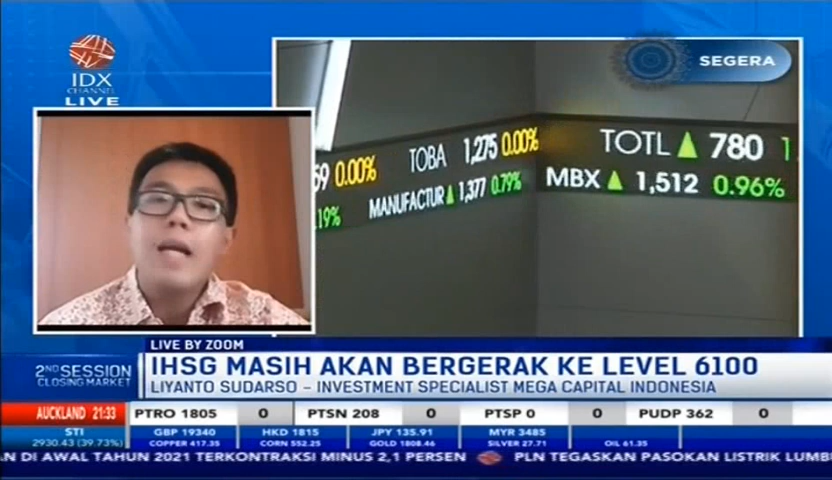 IDX
CHANNEL
LIVE
SEGERA
59 0.00% TOBA 1,275 0.00% TOTL ▲ 780 1
.19% MANUFACTUR ▲ 1,377 0.79% MBX ▲ 1,512 0.96%
LIVE BY ZOOM
2ND SESSION
CLOSING MARKET
IHSG MASIH AKAN BERGERAK KE LEVEL 6100
LIYANTO SUDARSO – INVESTMENT SPECIALIST MEGA CAPITAL INDONESIA
AUCKLAND 21:33
PTRO 1805 0 PTSN 208 0 PTSP 0 0 PUDP 362 0
STI
2930.43 (39.73%)
GBP 19340 HKD 1815 JPY 135.91 MYR 3485
COPPER 417.35 CORN 552.25 GOLD 1808.46 SILVER 27.71 OIL 61.35
AN DI AWAL TAHUN 2021 TERKONTRAKSI MINUS 2,1 PERSEN PLN TEGASKAN PASOKAN LISTRIK LUMB